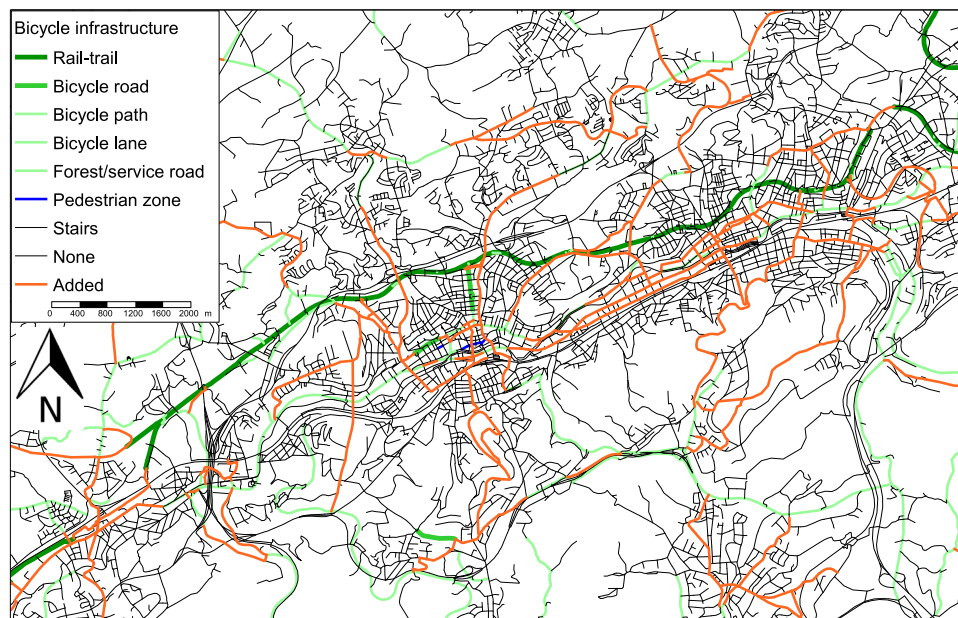 Bicycle infrastructure
Rail-trail
Bicycle road
Bicycle path
Bicycle lane
Forest/service road
Pedestrian zone
Stairs
None
Added
0 400 800 1200 1600 2000 m
N